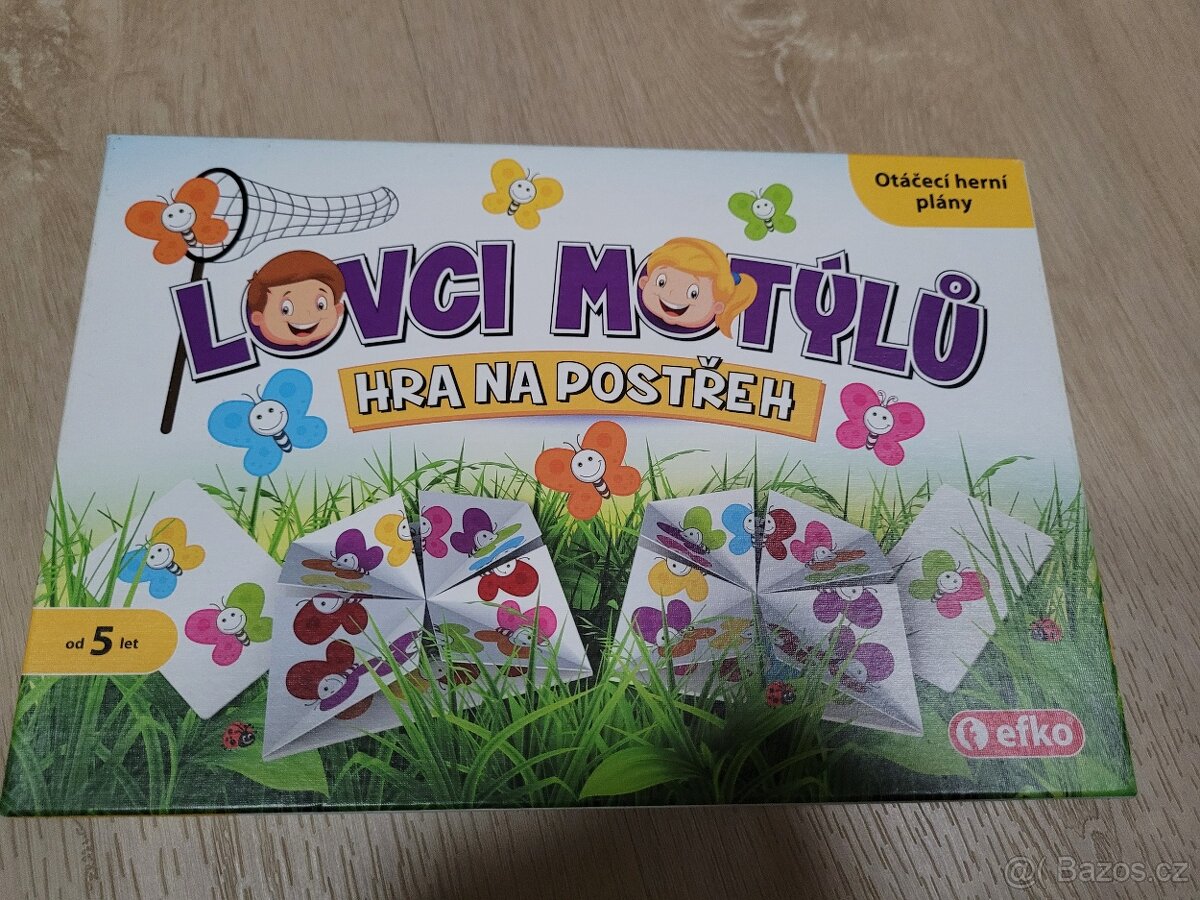 Otáčecí herní
plány
LOVCI MOTÝLŮ
HRA NA POSTŘEH
od 5 let
efko
@( Bazos.cz